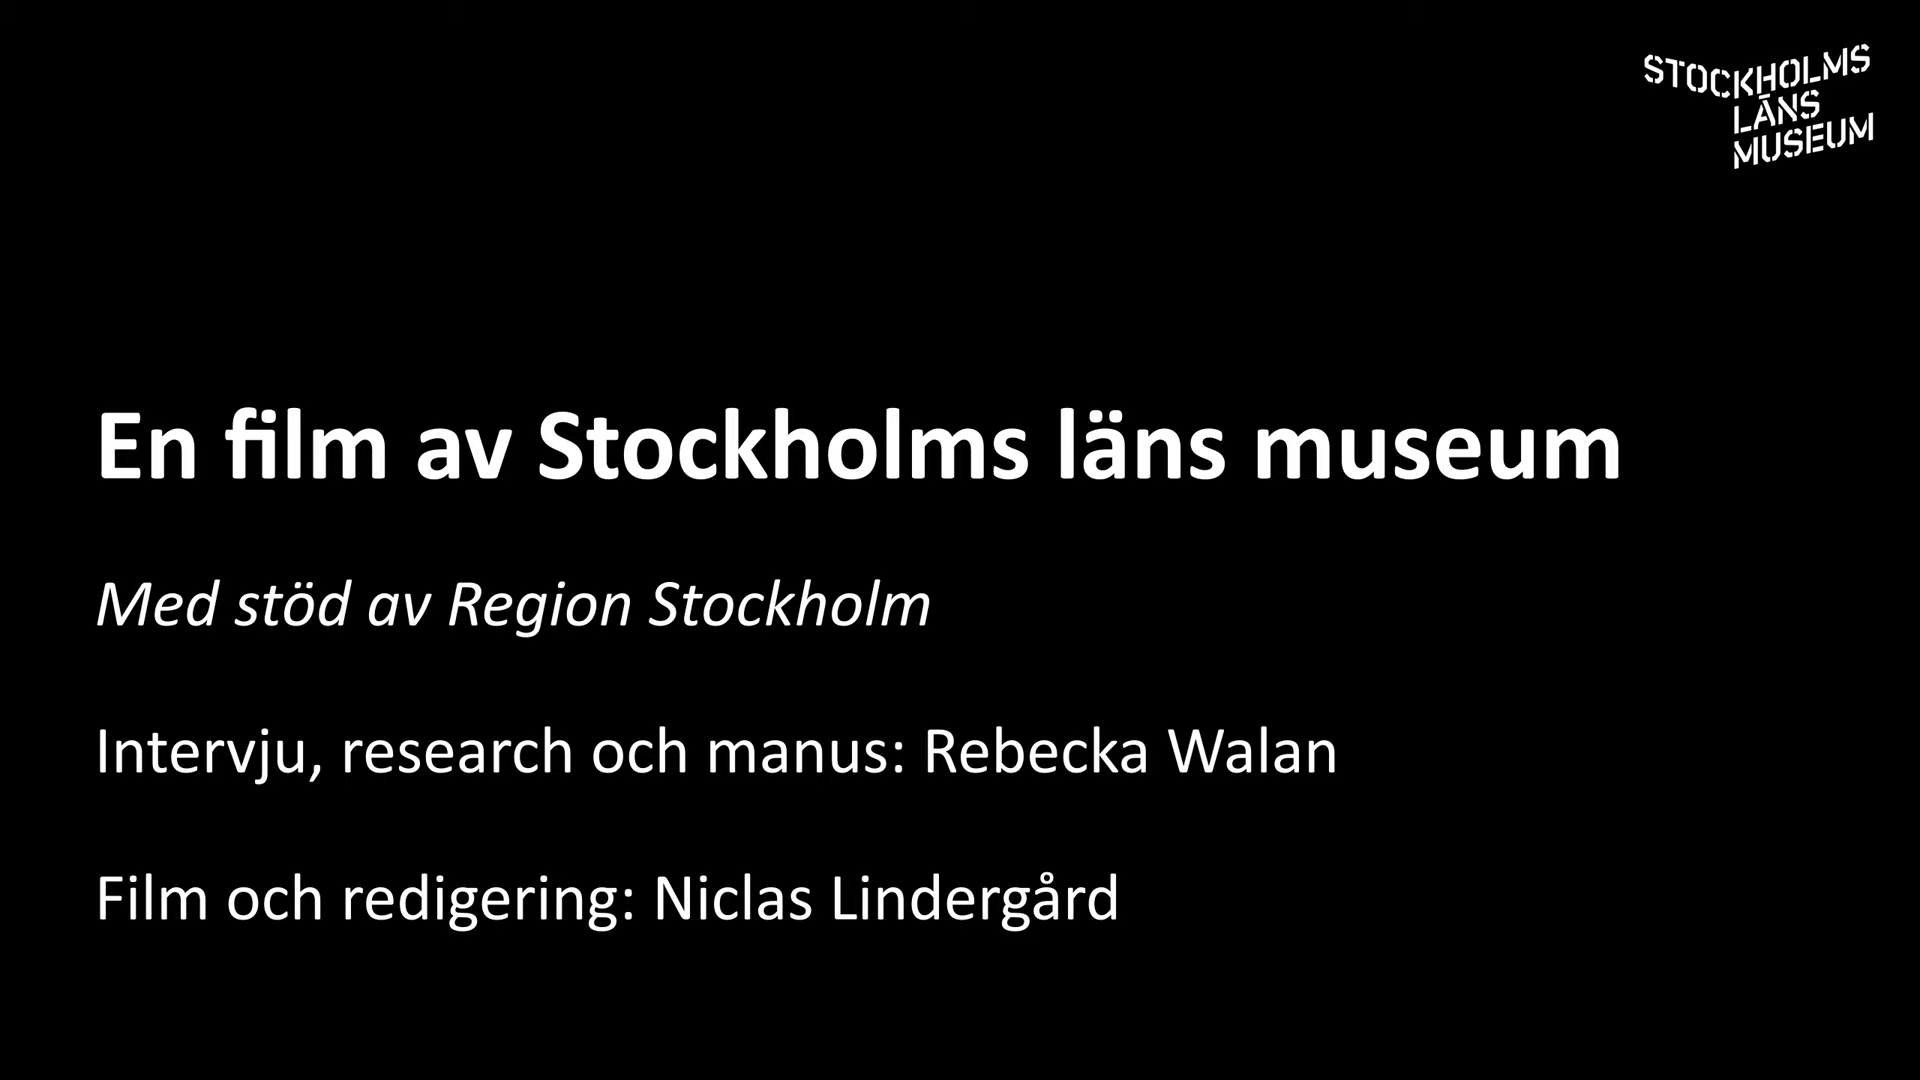 STOCKHOLMS
LÄNS
MUSEUM
En film av Stockholms läns museum
Med stöd av Region Stockholm
Intervju, research och manus: Rebecka Walan
Film och redigering: Niclas Lindergård